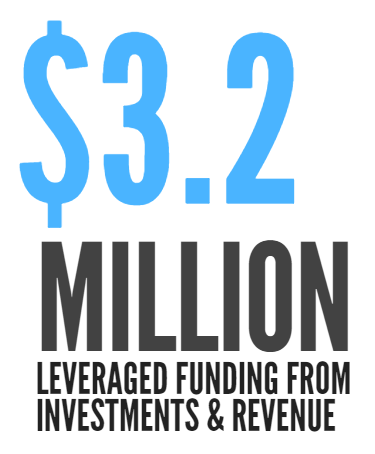 $3.2
MILLION
LEVERAGED FUNDING FROM
INVESTMENTS & REVENUE